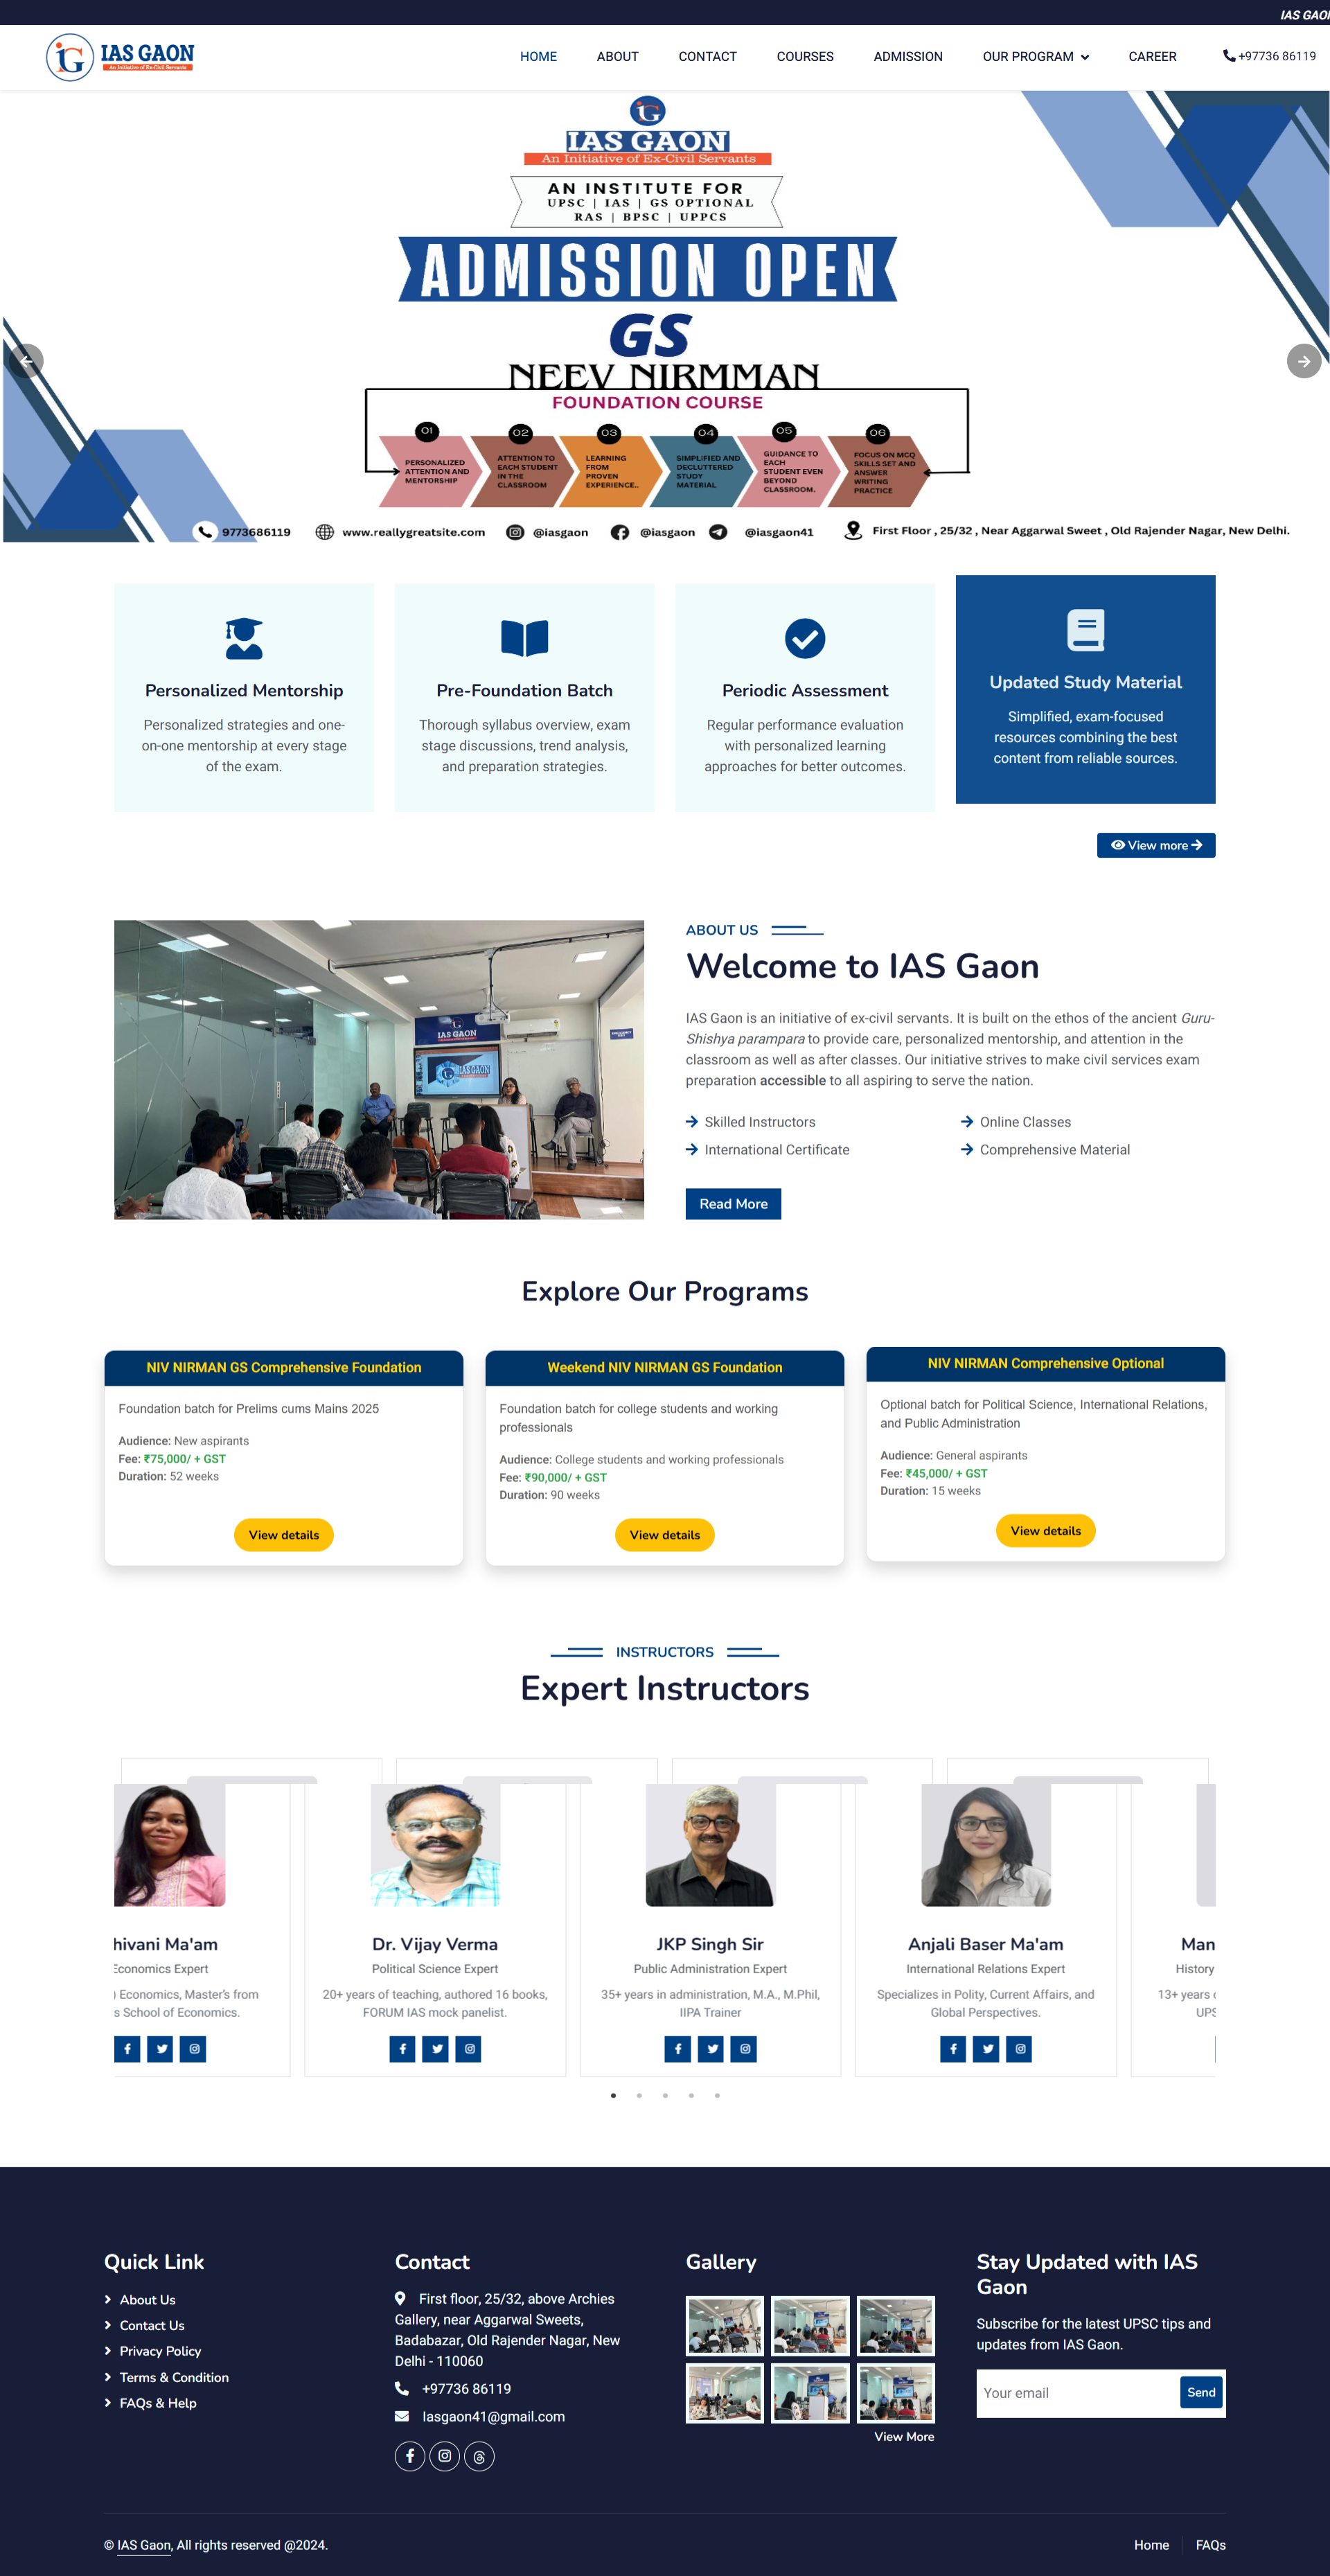 IAS GAON
iG IAS GAON
An Initiative of Ex-Civil Servants
HOME ABOUT CONTACT COURSES ADMISSION OUR PROGRAM CAREER +97736 86119
iG
IAS GAON
An Initiative of Ex-Civil Servants
AN INSTITUTE FOR
UPSC | IAS | GS OPTIONAL
RAS | BPSC | UPPCS
ADMISSION OPEN
GS
NEEV NIRMMAN
FOUNDATION COURSE
01
PERSONALIZED
ATTENTION AND
MENTORSHIP
02
ATTENTION TO
EACH STUDENT
IN THE
CLASSROOM
03
LEARNING
FROM
PROVEN
EXPERIENCE..
04
SIMPLIFIED AND
DECLUTTERED
STUDY
MATERIAL
05
GUIDANCE TO
EACH
STUDENT EVEN
BEYOND
CLASSROOM.
06
FOCUS ON MCQ
SKILLS SET AND
ANSWER
WRITING
PRACTICE
9773686119 www.reallygreatsite.com @iasgaon @iasgaon @iasgaon41 First Floor , 25/32 , Near Aggarwal Sweet , Old Rajender Nagar, New Delhi.
Personalized Mentorship
Personalized strategies and one-
on-one mentorship at every stage
of the exam.
Pre-Foundation Batch
Thorough syllabus overview, exam
stage discussions, trend analysis,
and preparation strategies.
Periodic Assessment
Regular performance evaluation
with personalized learning
approaches for better outcomes.
Updated Study Material
Simplified, exam-focused
resources combining the best
content from reliable sources.
View more
IAS GAON
IAS GAON
ABOUT US
Welcome to IAS Gaon
IAS Gaon is an initiative of ex-civil servants. It is built on the ethos of the ancient Guru-
Shishya parampara to provide care, personalized mentorship, and attention in the
classroom as well as after classes. Our initiative strives to make civil services exam
preparation accessible to all aspiring to serve the nation.
Skilled Instructors Online Classes
International Certificate Comprehensive Material
Read More
Explore Our Programs
NIV NIRMAN GS Comprehensive Foundation
Foundation batch for Prelims cums Mains 2025
Audience: New aspirants
Fee: ₹75,000/ + GST
Duration: 52 weeks
View details
Weekend NIV NIRMAN GS Foundation
Foundation batch for college students and working
professionals
Audience: College students and working professionals
Fee: ₹90,000/ + GST
Duration: 90 weeks
View details
NIV NIRMAN Comprehensive Optional
Optional batch for Political Science, International Relations,
and Public Administration
Audience: General aspirants
Fee: ₹45,000/ + GST
Duration: 15 weeks
View details
INSTRUCTORS
Expert Instructors
hivani Ma'am
Economics Expert
Economics, Master's from
s School of Economics.
Dr. Vijay Verma
Political Science Expert
20+ years of teaching, authored 16 books,
FORUM IAS mock panelist.
JKP Singh Sir
Public Administration Expert
35+ years in administration, M.A., M.Phil,
IIPA Trainer
Anjali Baser Ma'am
International Relations Expert
Specializes in Polity, Current Affairs, and
Global Perspectives.
Man
History
13+ years
UPS
Quick Link
About Us
Contact Us
Privacy Policy
Terms & Condition
FAQs & Help
Contact
First floor, 25/32, above Archies
Gallery, near Aggarwal Sweets,
Badabazar, Old Rajender Nagar, New
Delhi - 110060
+97736 86119
Iasgaon41@gmail.com
Gallery
View More
Stay Updated with IAS
Gaon
Subscribe for the latest UPSC tips and
updates from IAS Gaon.
Your email Send
© IAS Gaon, All rights reserved @2024.
Home FAQs